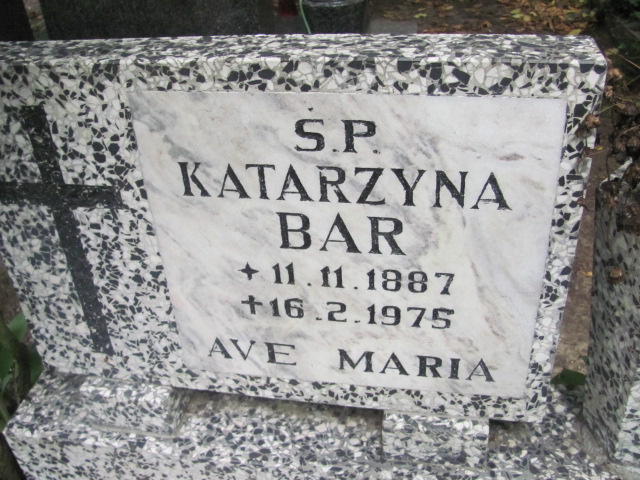 S.P.
KATARZYNA
BAR
+ 11.11.1887
+ 16.2.1975
AVE MARIA